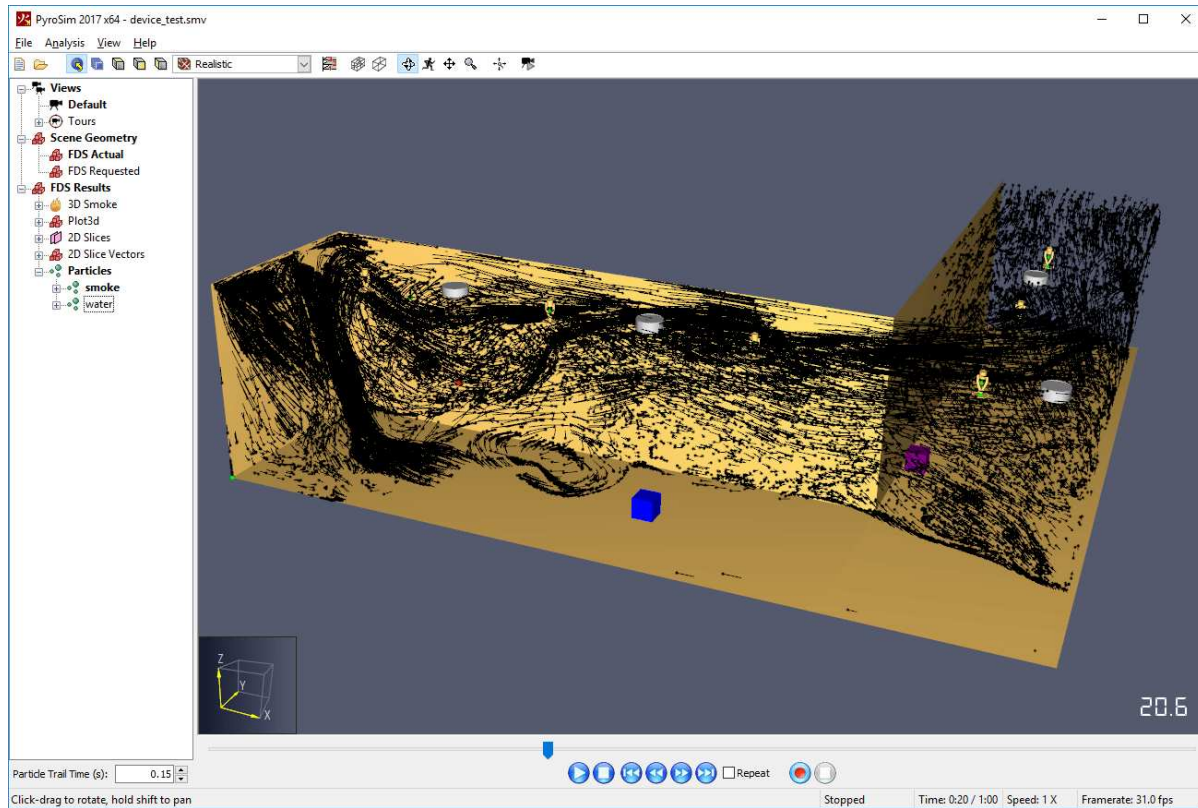 PyroSim 2017 x64 - device_test.smv
File Analysis View Help
Realistic
Views
Default
Tours
Scene Geometry
FDS Actual
FDS Requested
FDS Results
3D Smoke
Plot3d
2D Slices
2D Slice Vectors
Particles
smoke
water
Z
Y
X
20.6
Particle Trail Time (s): 0.15
Repeat
Click-drag to rotate, hold shift to pan
Stopped Time: 0:20 / 1:00 Speed: 1 X Framerate: 31.0 fps